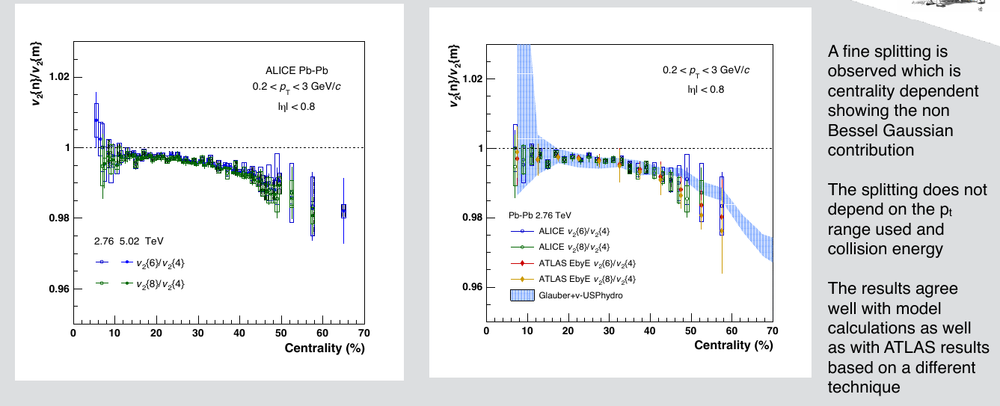 v₂{n}/v₂{m}
ALICE Pb-Pb
0.2 < pT < 3 GeV/c
|η| < 0.8
1.02
1
0.98
0.96
2.76 5.02 TeV
v₂{6}/v₂{4}
v₂{8}/v₂{4}
0 10 20 30 40 50 60 70
Centrality (%)
v₂{n}/v₂{m}
0.2 < pT < 3 GeV/c
|η| < 0.8
1.02
1
0.98
0.96
Pb-Pb 2.76 TeV
ALICE v₂{6}/v₂{4}
ALICE v₂{8}/v₂{4}
ATLAS EbyE v₂{6}/v₂{4}
ATLAS EbyE v₂{8}/v₂{4}
Glauber+v-USPhydro
0 10 20 30 40 50 60 70
Centrality (%)
A fine splitting is
observed which is
centrality dependent
showing the non
Bessel Gaussian
contribution
The splitting does not
depend on the pt
range used and
collision energy
The results agree
well with model
calculations as well
as with ATLAS results
based on a different
technique